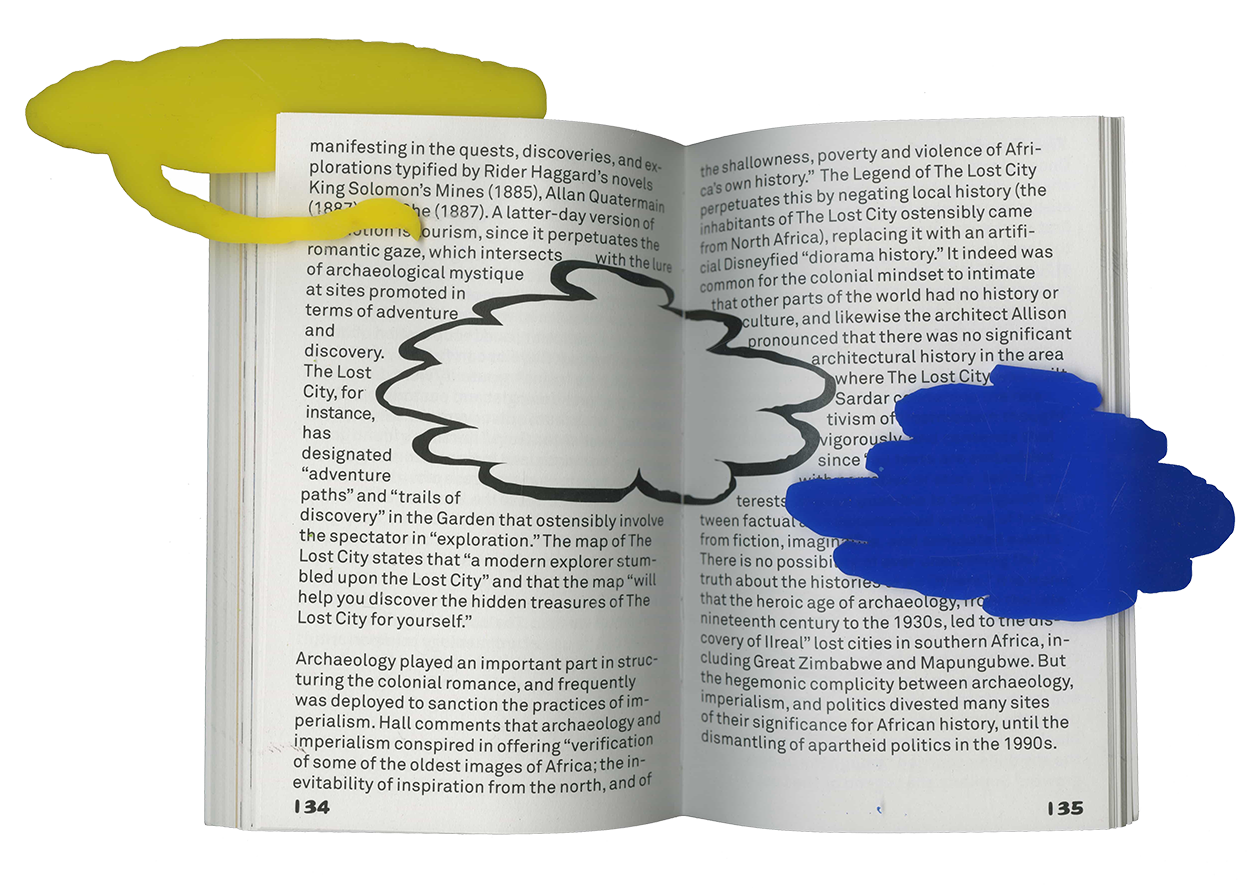 manifesting in the quests, discoveries, and ex-
plorations typified by Rider Haggard's novels
King Solomon's Mines (1885), Allan Quatermain
(1887) he (1887). A latter-day version of
is tourism, since it perpetuates the
romantic gaze, which intersects with the lure
of archaeological mystique
at sites promoted in
terms of adventure
and
discovery.
The Lost
City, for
instance,
has
designated
"adventure
paths" and "trails of
discovery" in the Garden that ostensibly involve
the spectator in "exploration." The map of The
Lost City states that "a modern explorer stum-
bled upon the Lost City" and that the map "will
help you dIscover the hidden treasures of The
Lost City for yourself."
Archaeology played an important part in struc-
turing the colonial romance, and frequently
was deployed to sanction the practices of im-
perialism. Hall comments that archaeology and
imperialism conspired in offering "verification
of some of the oldest images of Africa; the in-
evitability of inspiration from the north, and of
134
the shallowness, poverty and violence of Afri-
ca's own history." The Legend of The Lost City
perpetuates this by negating local history (the
inhabitants of The Lost City ostensibly came
from North Africa), replacing it with an artifi-
cial Disneyfied "diorama history." It indeed was
common for the colonial mindset to intimate
that other parts of the world had no history or
culture, and likewise the architect Allison
pronounced that there was no significant
architectural history in the area
where The Lost City
Sardar
tivism of
vigorously
since
terests
tween factual
from fiction,
There is no
truth about the histories
that the heroic age of archaeology,
nineteenth century to the 1930s, led to the dis-
covery of IIreal" lost cities in southern Africa, in-
cluding Great Zimbabwe and Mapungubwe. But
the hegemonic complicity between archaeology,
imperialism, and politics divested many sites
of their significance for African history, until the
dismantling of apartheid politics in the 1990s.
135